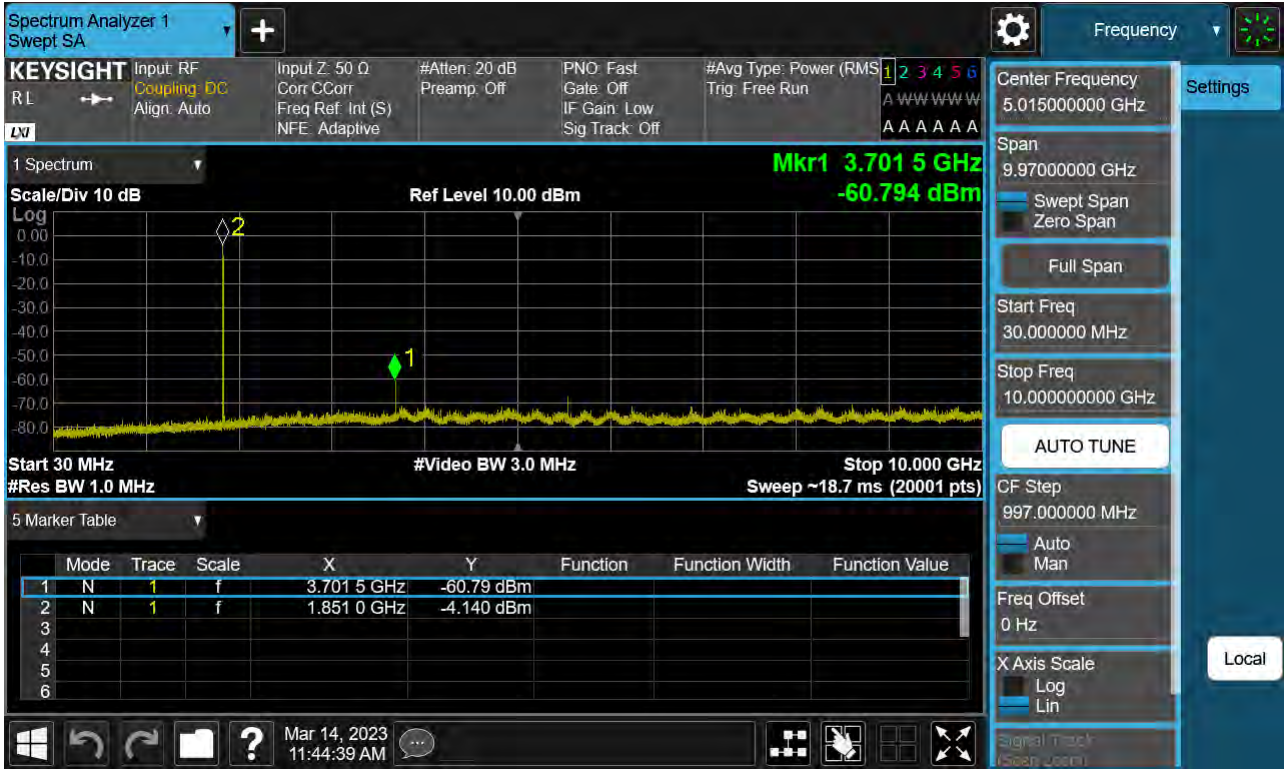 Spectrum Analyzer 1
Swept SA
+
Frequency
KEYSIGHT
RL
LXI
Input: RF
Coupling: DC
Align: Auto
Input Z: 50 Ω
Corr CCorr
Freq Ref: Int (S)
NFE: Adaptive
#Atten: 20 dB
Preamp: Off
PNO: Fast
Gate: Off
IF Gain: Low
Sig Track: Off
#Avg Type: Power (RMS
Trig: Free Run
1 2 3 4 5 6
A W W W W W
A A A A A A
1 Spectrum
Scale/Div 10 dB
Ref Level 10.00 dBm
Mkr1 3.701 5 GHz
-60.794 dBm
Log
0.00
-10.0
-20.0
-30.0
-40.0
-50.0
-60.0
-70.0
-80.0
2
1
Start 30 MHz
#Video BW 3.0 MHz
Stop 10.000 GHz
#Res BW 1.0 MHz
Sweep ~18.7 ms (20001 pts)
5 Marker Table
Mode Trace Scale X Y Function Function Width Function Value
1 N 1 f 3.701 5 GHz -60.79 dBm
2 N 1 f 1.851 0 GHz -4.140 dBm
3
4
5
6
?
Mar 14, 2023
11:44:39 AM
Center Frequency
5.015000000 GHz
Settings
Span
9.97000000 GHz
Swept Span
Zero Span
Full Span
Start Freq
30.000000 MHz
Stop Freq
10.000000000 GHz
AUTO TUNE
CF Step
997.000000 MHz
Auto
Man
Freq Offset
0 Hz
X Axis Scale
Log
Lin
Local
Signal Track
(Span Zoom)